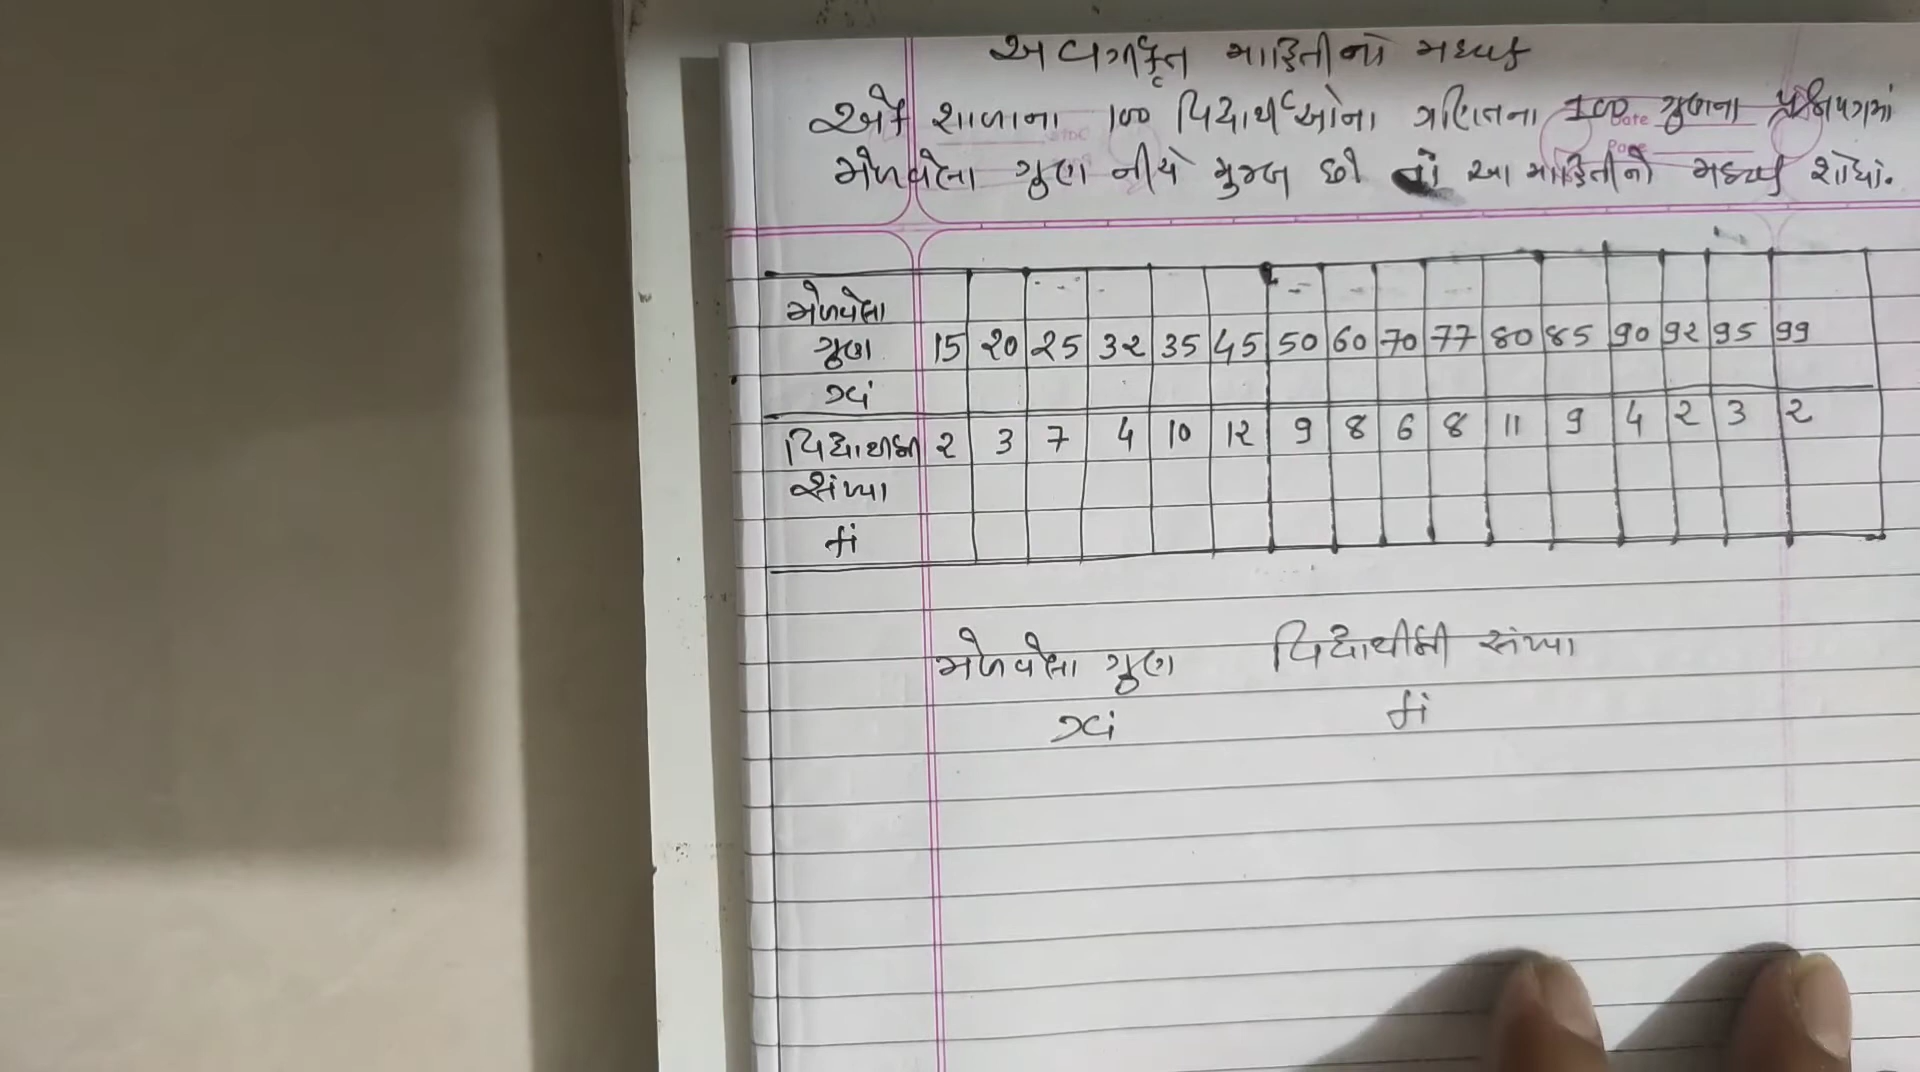 અવર્ગીકૃત માહિતીનો મધ્યક
એક શાળાના 100 વિદ્યાર્થીઓના ગણિતના 100 ગુણના પ્રશ્નપત્રમાં
મેળવેલા ગુણ નીચે મુજબ છે તો આ માહિતીનો મધ્યક શોધો.
મેળવેલા
ગુણ 15 20 25 32 35 45 50 60 70 77 80 85 90 92 95 99
xi
વિદ્યાર્થીની 2 3 7 4 10 12 9 8 6 8 11 9 4 2 3 2
સંખ્યા
fi
મેળવેલા ગુણ વિદ્યાર્થીની સંખ્યા
xi fi